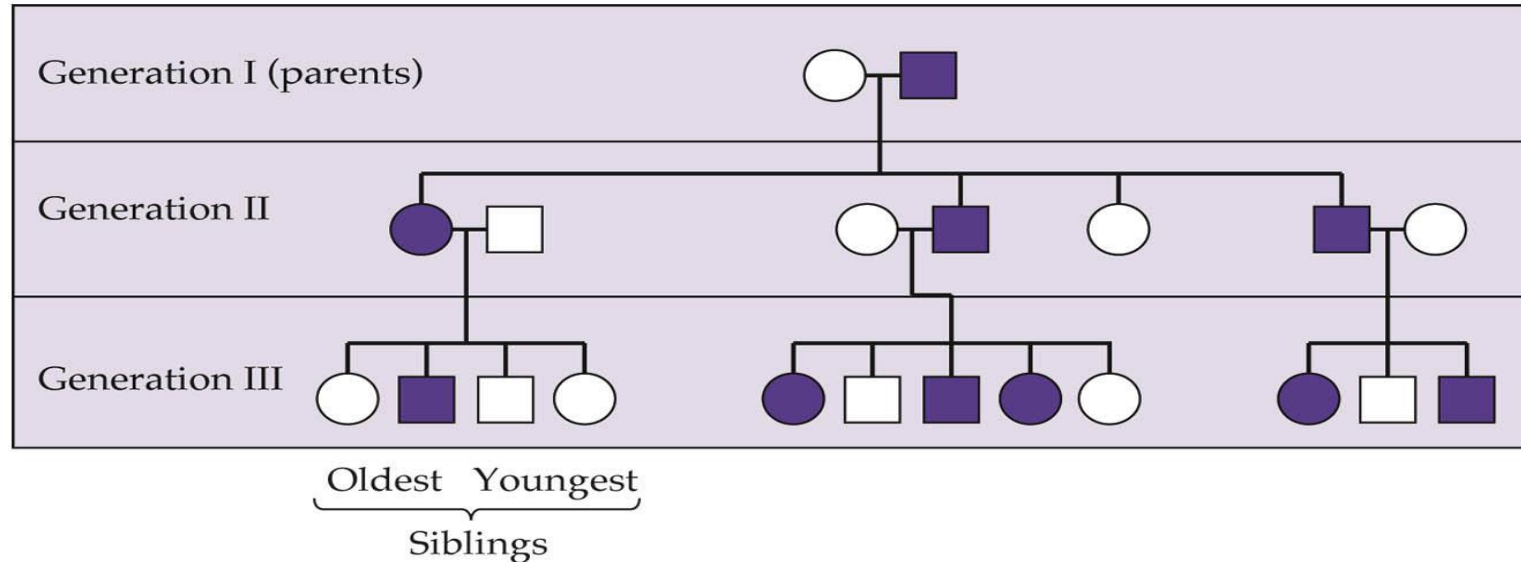 Generation I (parents)
Generation II
Generation III
Oldest Youngest
Siblings